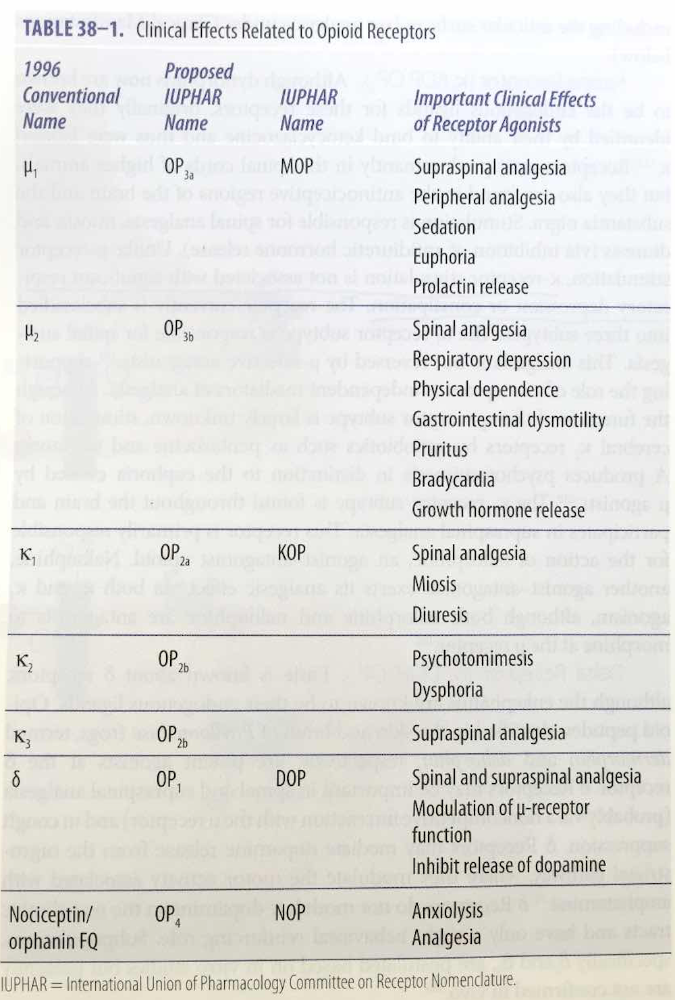 TABLE 38–1. Clinical Effects Related to Opioid Receptors
1996 Conventional Name | Proposed IUPHAR Name | IUPHAR Name | Important Clinical Effects of Receptor Agonists
μ1 OP3a MOP Supraspinal analgesia
Peripheral analgesia
Sedation
Euphoria
Prolactin release
μ2 OP3b Spinal analgesia
Respiratory depression
Physical dependence
Gastrointestinal dysmotility
Pruritus
Bradycardia
Growth hormone release
κ1 OP2a KOP Spinal analgesia
Miosis
Diuresis
κ2 OP2b Psychotomimesis
Dysphoria
κ3 OP2b Supraspinal analgesia
δ OP1 DOP Spinal and supraspinal analgesia
Modulation of μ-receptor
function
Inhibit release of dopamine
Nociceptin/ OP4 NOP Anxiolysis
orphanin FQ Analgesia
IUPHAR = International Union of Pharmacology Committee on Receptor Nomenclature.